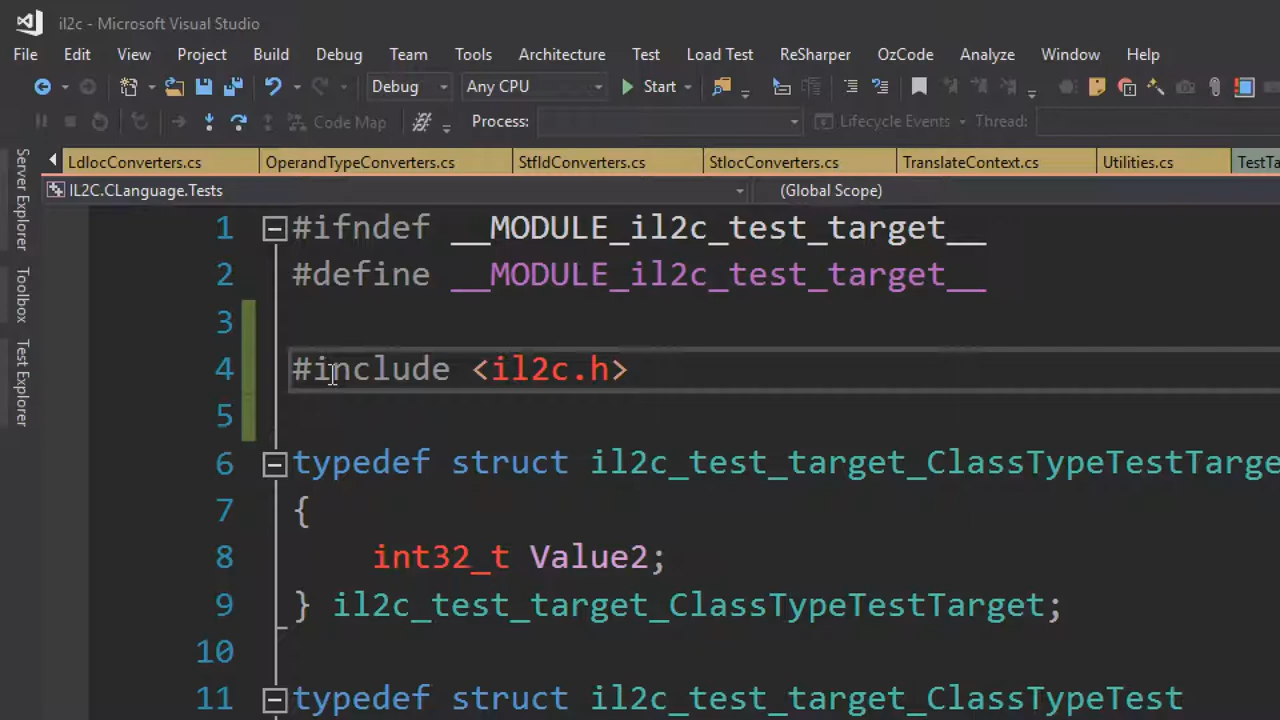 il2c - Microsoft Visual Studio
File Edit View Project Build Debug Team Tools Architecture Test Load Test ReSharper OzCode Analyze Window Help
Debug Any CPU Start
Code Map Process: Lifecycle Events Thread:
Server Explorer
Toolbox
Test Explorer
LdlocConverters.cs OperandTypeConverters.cs StfldConverters.cs StlocConverters.cs TranslateContext.cs Utilities.cs TestTa
IL2C.CLanguage.Tests (Global Scope)
1 #ifndef __MODULE_il2c_test_target__
2 #define __MODULE_il2c_test_target__
3
4 #include <il2c.h>
5
6 typedef struct il2c_test_target_ClassTypeTestTarge
7 {
8 int32_t Value2;
9 } il2c_test_target_ClassTypeTestTarget;
10
11 typedef struct il2c_test_target_ClassTypeTest